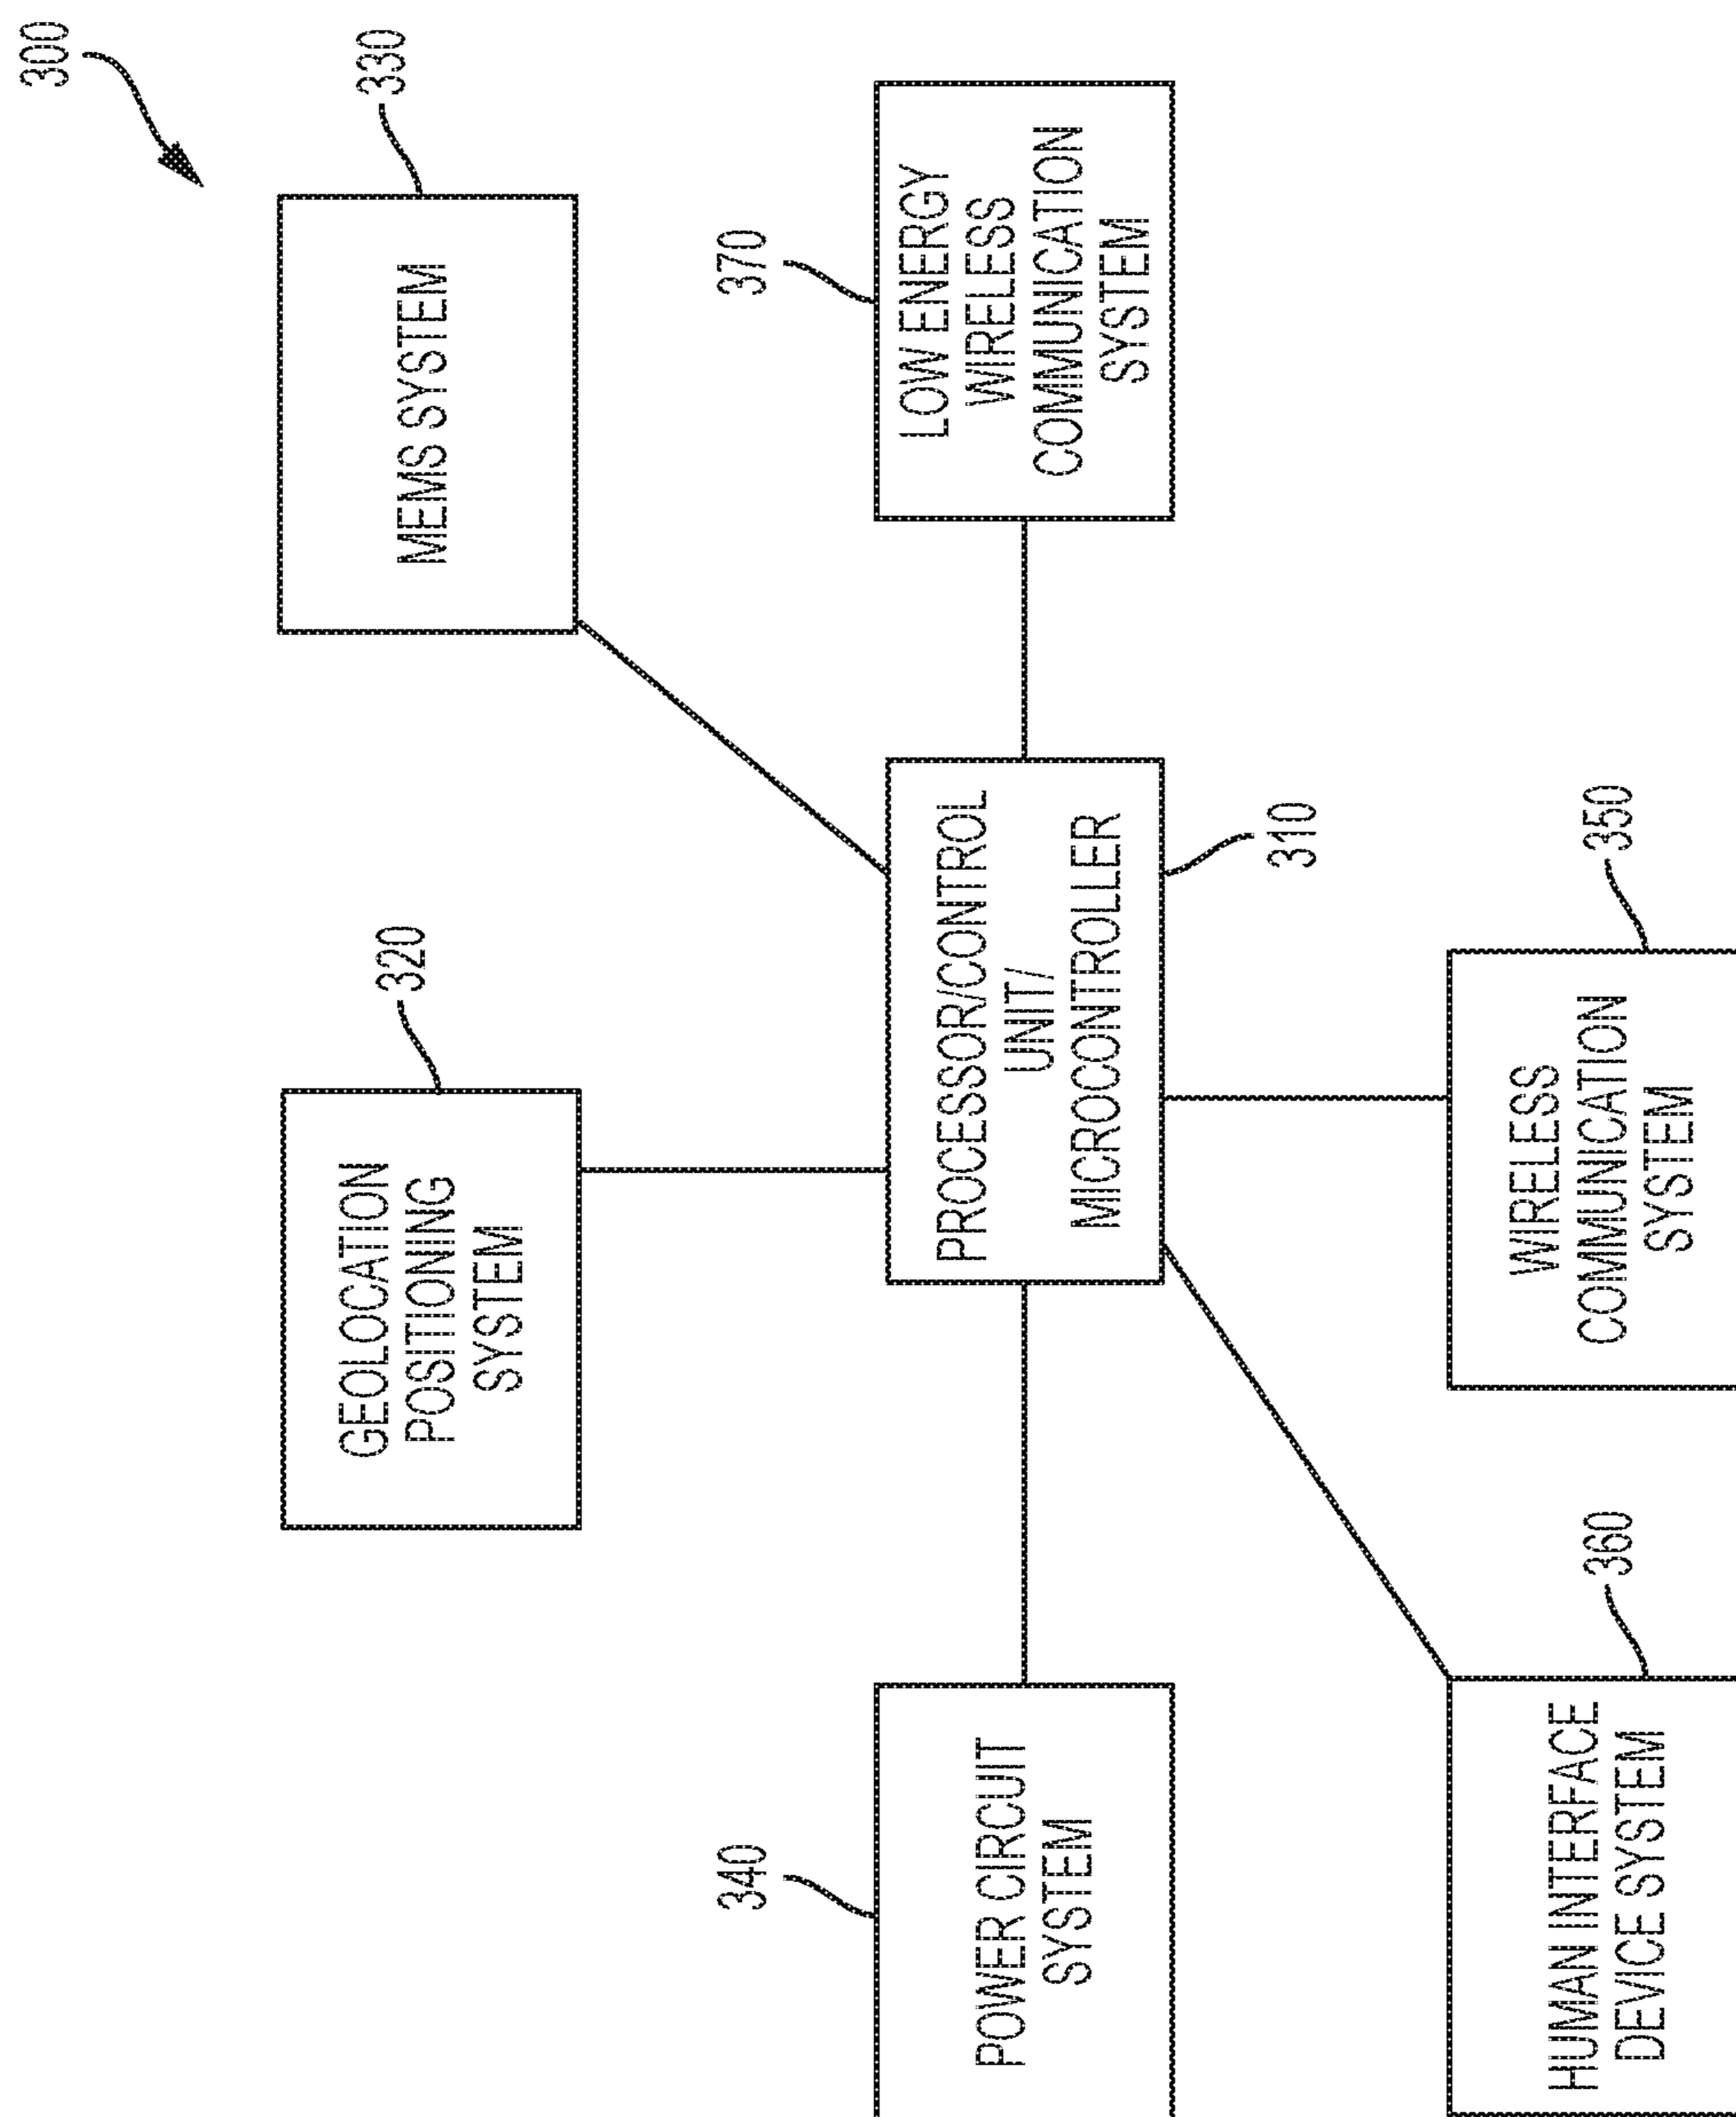 300
330
MEMS SYSTEM
320
GEOLOCATION
POSITIONING
SYSTEM
370
LOW ENERGY
WIRELESS
COMMUNICATION
SYSTEM
PROCESSOR/CONTROL
UNIT/
MICROCONTROLLER
310
340
POWER CIRCUIT
SYSTEM
350
WIRELESS
COMMUNICATION
SYSTEM
360
HUMAN INTERFACE
DEVICE SYSTEM